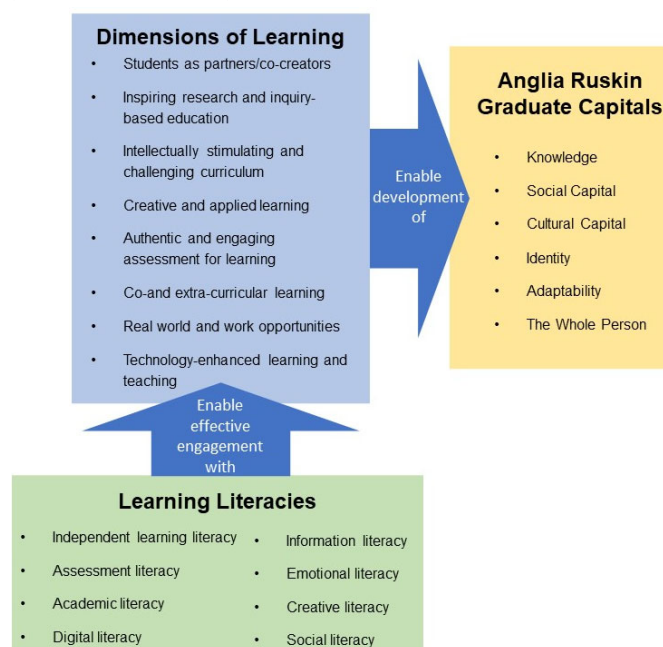 Dimensions of Learning
• Students as partners/co-creators
• Inspiring research and inquiry-
based education
• Intellectually stimulating and
challenging curriculum
• Creative and applied learning
• Authentic and engaging
assessment for learning
• Co-and extra-curricular learning
• Real world and work opportunities
• Technology-enhanced learning and
teaching
Enable
development
of
Anglia Ruskin
Graduate Capitals
• Knowledge
• Social Capital
• Cultural Capital
• Identity
• Adaptability
• The Whole Person
Enable
effective
engagement
with
Learning Literacies
• Independent learning literacy
• Assessment literacy
• Academic literacy
• Digital literacy
• Information literacy
• Emotional literacy
• Creative literacy
• Social literacy